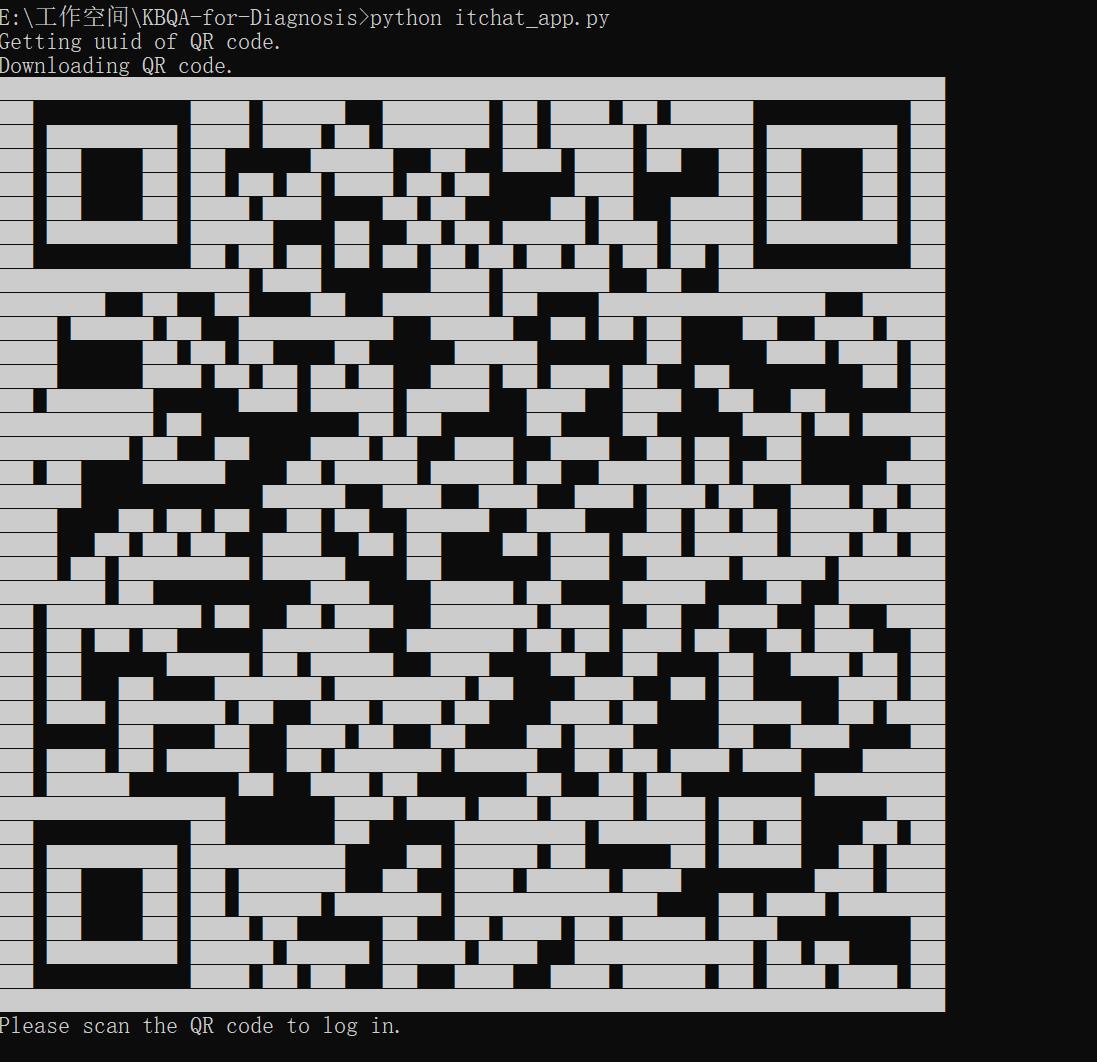 E:\工作空间\KBQA-for-Diagnosis>python itchat_app.py
Getting uuid of QR code.
Downloading QR code.
Please scan the QR code to log in.